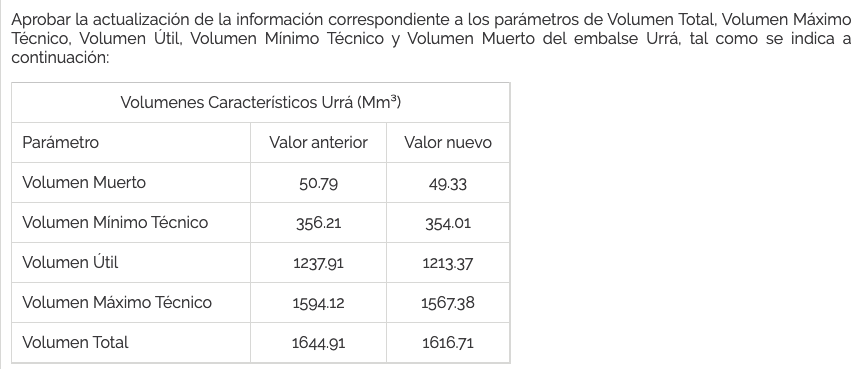 Aprobar la actualización de la información correspondiente a los parámetros de Volumen Total, Volumen Máximo
Técnico, Volumen Útil, Volumen Mínimo Técnico y Volumen Muerto del embalse Urrá, tal como se indica a
continuación:
Volumenes Característicos Urrá (Mm³)
Parámetro Valor anterior Valor nuevo
Volumen Muerto 50.79 49.33
Volumen Mínimo Técnico 356.21 354.01
Volumen Útil 1237.91 1213.37
Volumen Máximo Técnico 1594.12 1567.38
Volumen Total 1644.91 1616.71